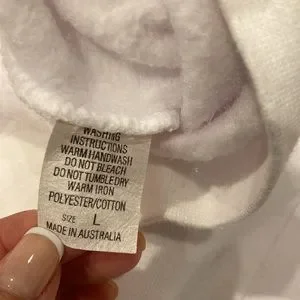 WASHING
INSTRUCTIONS
WARM HANDWASH
DO NOT BLEACH
DO NOT TUMBLEDRY
WARM IRON
POLYESTER/COTTON
SIZE L
MADE IN AUSTRALIA